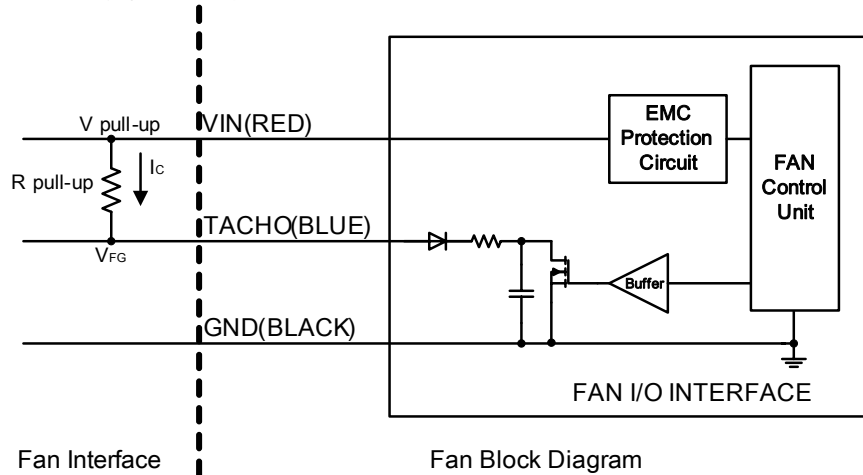 V pull-up
VIN(RED)
EMC
Protection
Circuit
FAN
Control
Unit
R pull-up
IC
TACHO(BLUE)
VFG
Buffer
GND(BLACK)
FAN I/O INTERFACE
Fan Interface
Fan Block Diagram